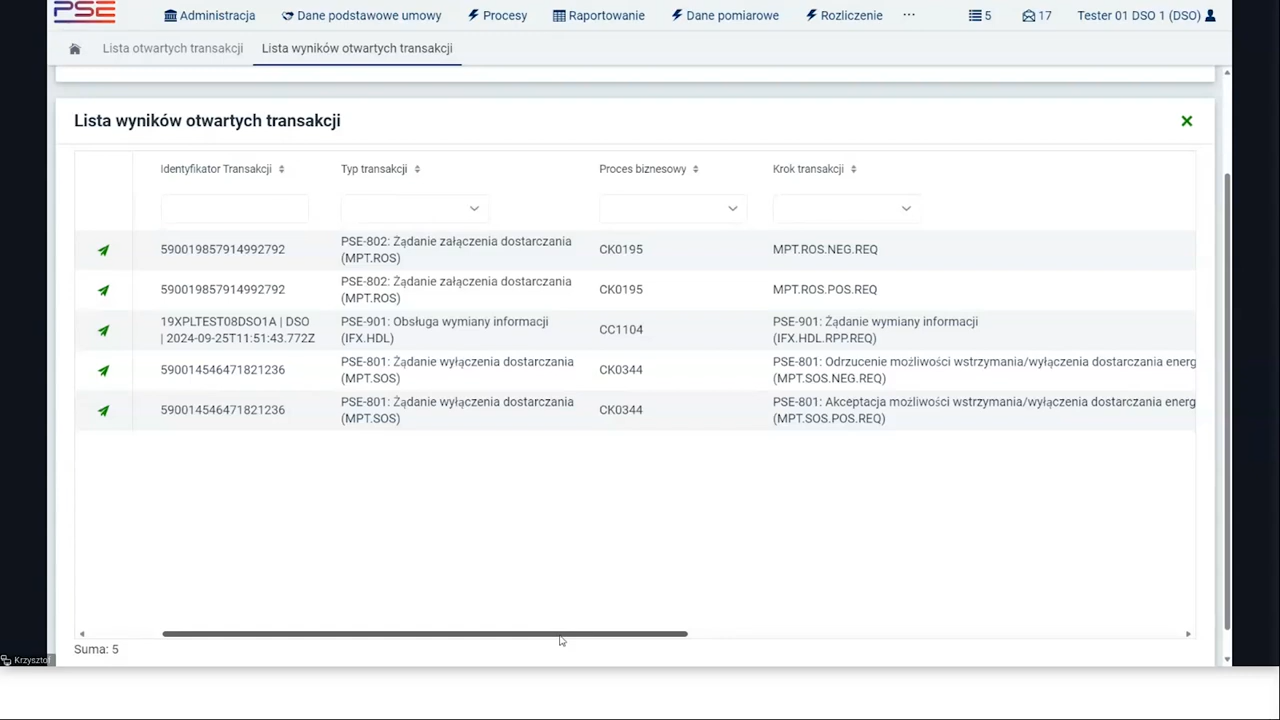 PSE
Administracja
Dane podstawowe umowy
Procesy
Raportowanie
Dane pomiarowe
Rozliczenie
...
5
17
Tester 01 DSO 1 (DSO)
Lista otwartych transakcji
Lista wyników otwartych transakcji
Lista wyników otwartych transakcji
Identyfikator Transakcji
Typ transakcji
Proces biznesowy
Krok transakcji
590019857914992792
PSE-802: Żądanie załączenia dostarczania
(MPT.ROS)
CK0195
MPT.ROS.NEG.REQ
590019857914992792
PSE-802: Żądanie załączenia dostarczania
(MPT.ROS)
CK0195
MPT.ROS.POS.REQ
19XPLTEST08DSO1A | DSO
| 2024-09-25T11:51:43.772Z
PSE-901: Obsługa wymiany informacji
(IFX.HDL)
CC1104
PSE-901: Żądanie wymiany informacji
(IFX.HDL.RPP.REQ)
590014546471821236
PSE-801: Żądanie wyłączenia dostarczania
(MPT.SOS)
CK0344
PSE-801: Odrzucenie możliwości wstrzymania/wyłączenia dostarczania energ
(MPT.SOS.NEG.REQ)
590014546471821236
PSE-801: Żądanie wyłączenia dostarczania
(MPT.SOS)
CK0344
PSE-801: Akceptacja możliwości wstrzymania/wyłączenia dostarczania energ
(MPT.SOS.POS.REQ)
Suma: 5
Krzysztof